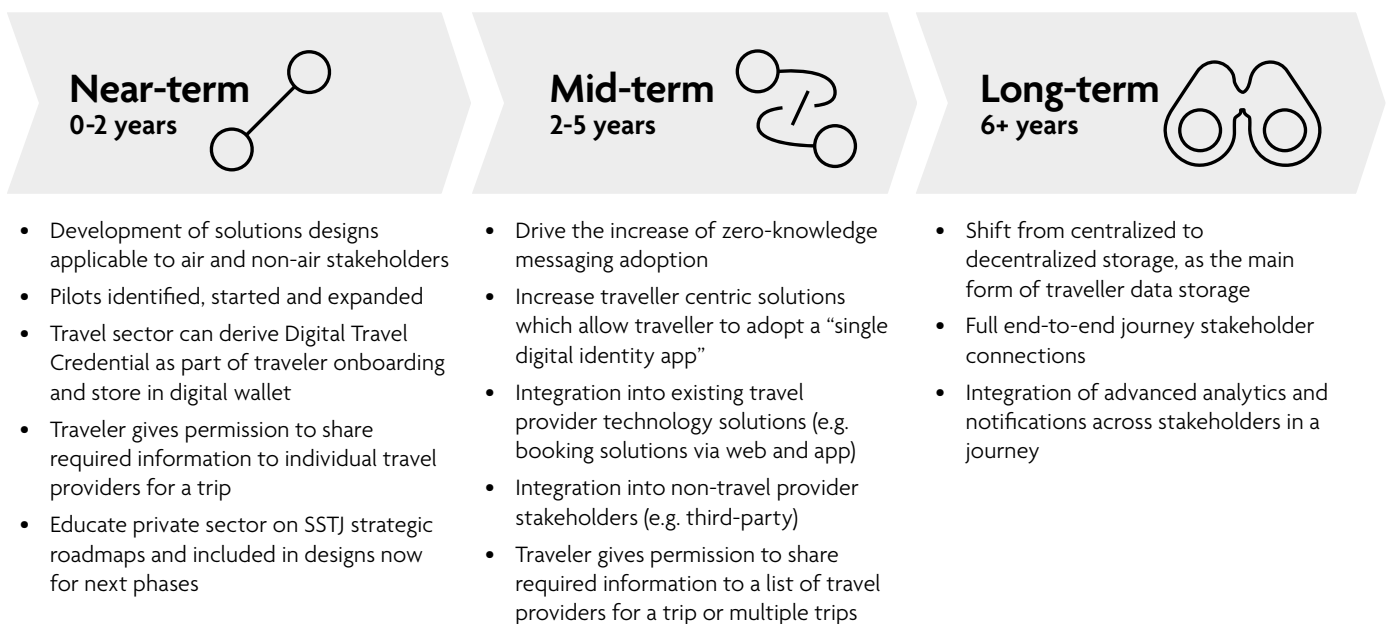 Near-term
0-2 years
• Development of solutions designs
applicable to air and non-air stakeholders
• Pilots identified, started and expanded
• Travel sector can derive Digital Travel
Credential as part of traveler onboarding
and store in digital wallet
• Traveler gives permission to share
required information to individual travel
providers for a trip
• Educate private sector on SSTJ strategic
roadmaps and included in designs now
for next phases
Mid-term
2-5 years
• Drive the increase of zero-knowledge
messaging adoption
• Increase traveller centric solutions
which allow traveller to adopt a “single
digital identity app”
• Integration into existing travel
provider technology solutions (e.g.
booking solutions via web and app)
• Integration into non-travel provider
stakeholders (e.g. third-party)
• Traveler gives permission to share
required information to a list of travel
providers for a trip or multiple trips
Long-term
6+ years
• Shift from centralized to
decentralized storage, as the main
form of traveller data storage
• Full end-to-end journey stakeholder
connections
• Integration of advanced analytics and
notifications across stakeholders in a
journey